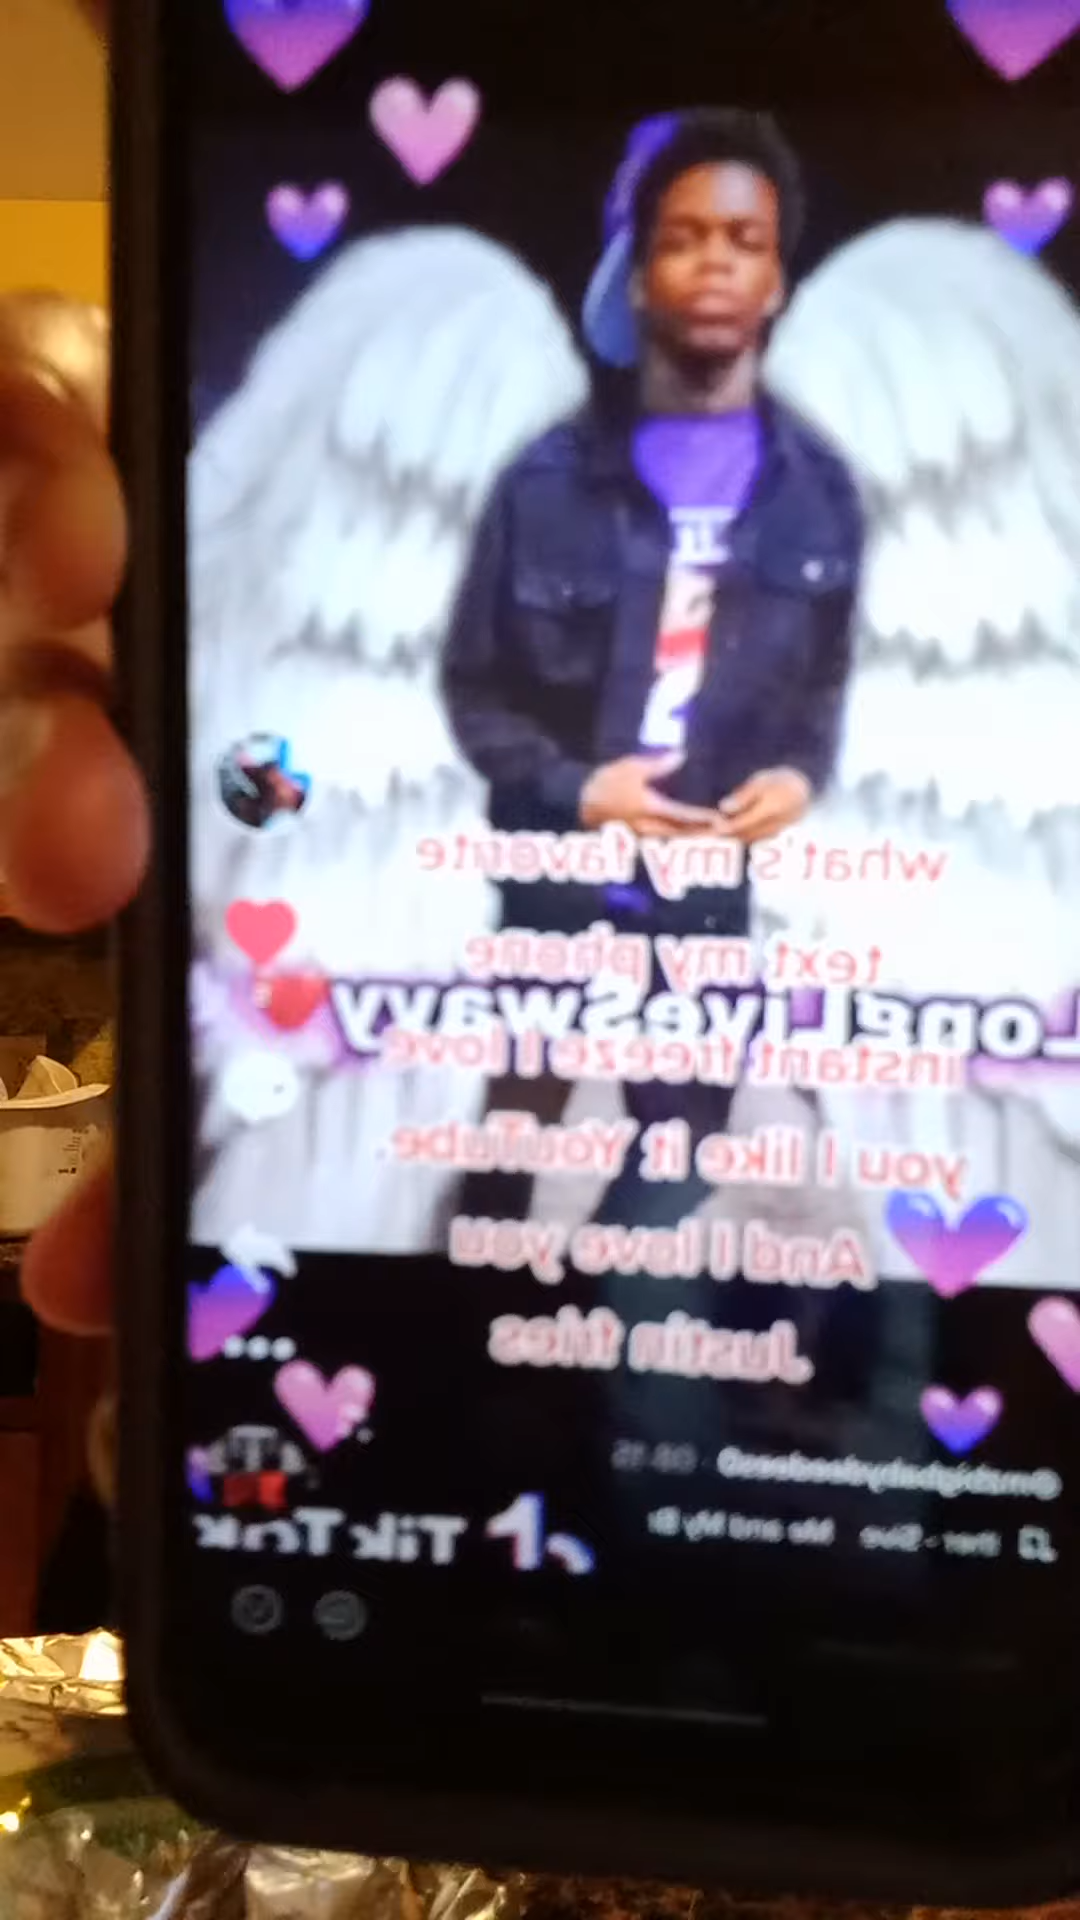 what's my favorite
text my phone
LongLiveSwavy
instant freeze I love
you I like it YouTube.
And I love you
Justin fries
TikTok